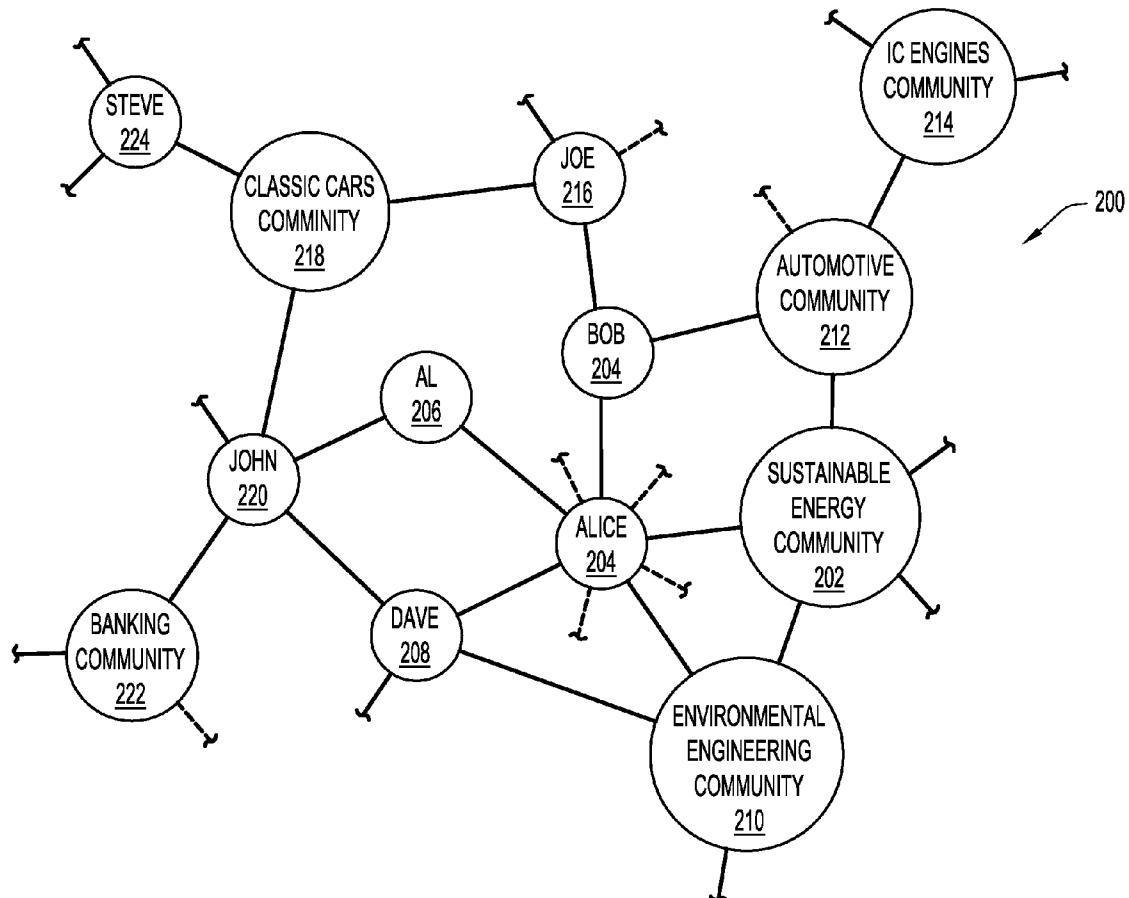 IC ENGINES
COMMUNITY
214
STEVE
224
JOE
216
CLASSIC CARS
COMMINITY
218
200
AUTOMOTIVE
COMMUNITY
212
BOB
204
AL
206
JOHN
220
SUSTAINABLE
ENERGY
COMMUNITY
202
ALICE
204
BANKING
COMMUNITY
222
DAVE
208
ENVIRONMENTAL
ENGINEERING
COMMUNITY
210